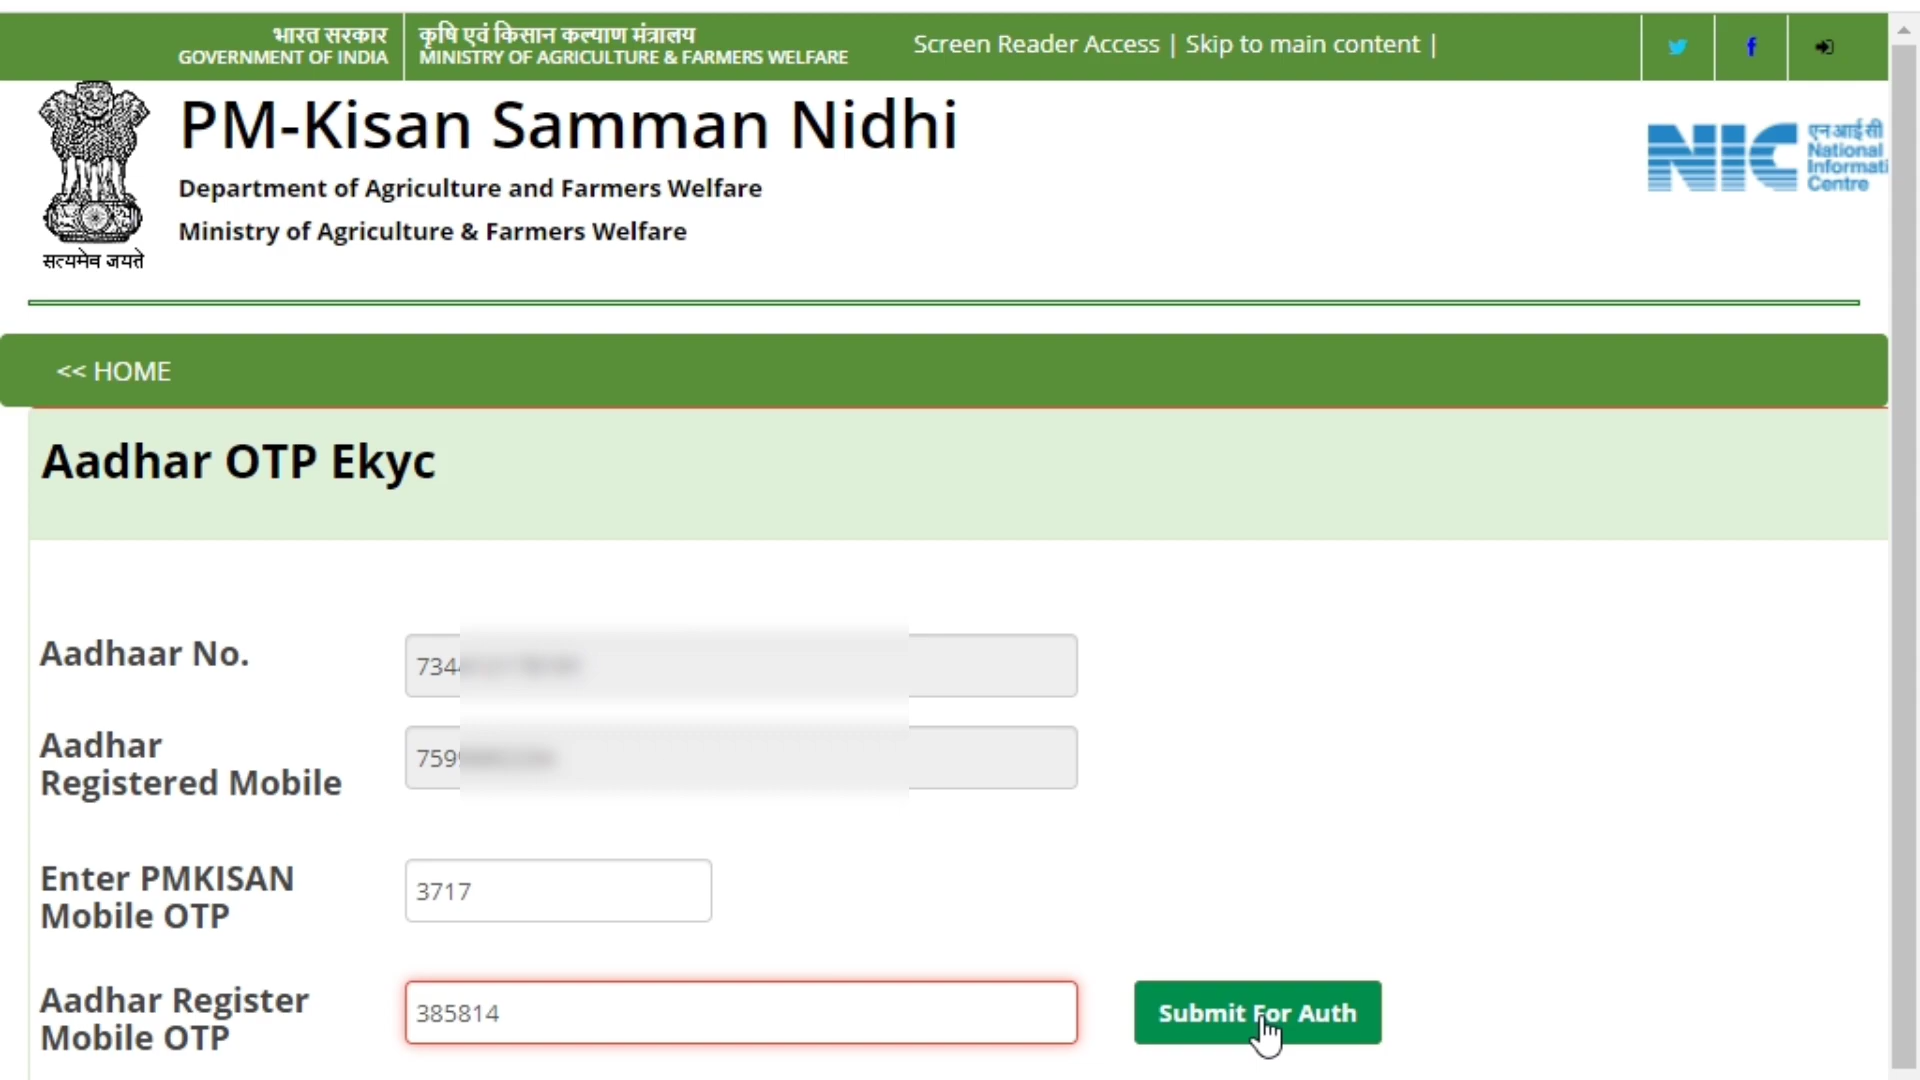 भारत सरकार
GOVERNMENT OF INDIA
कृषि एवं किसान कल्याण मंत्रालय
MINISTRY OF AGRICULTURE & FARMERS WELFARE
Screen Reader Access | Skip to main content |
PM-Kisan Samman Nidhi
Department of Agriculture and Farmers Welfare
Ministry of Agriculture & Farmers Welfare
सत्यमेव जयते
NIC
एन आई सी
National
Informati
Centre
<< HOME
Aadhar OTP Ekyc
Aadhaar No.
734
Aadhar
Registered Mobile
759
Enter PMKISAN
Mobile OTP
3717
Aadhar Register
Mobile OTP
385814
Submit For Auth